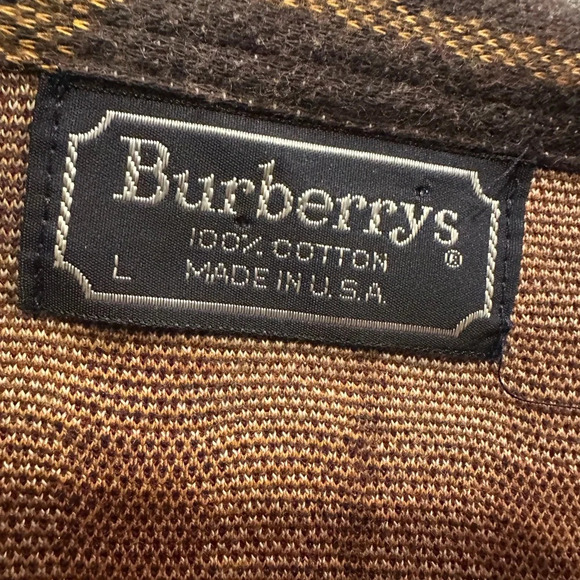 Burberrys®
100% COTTON
L MADE IN U.S.A.